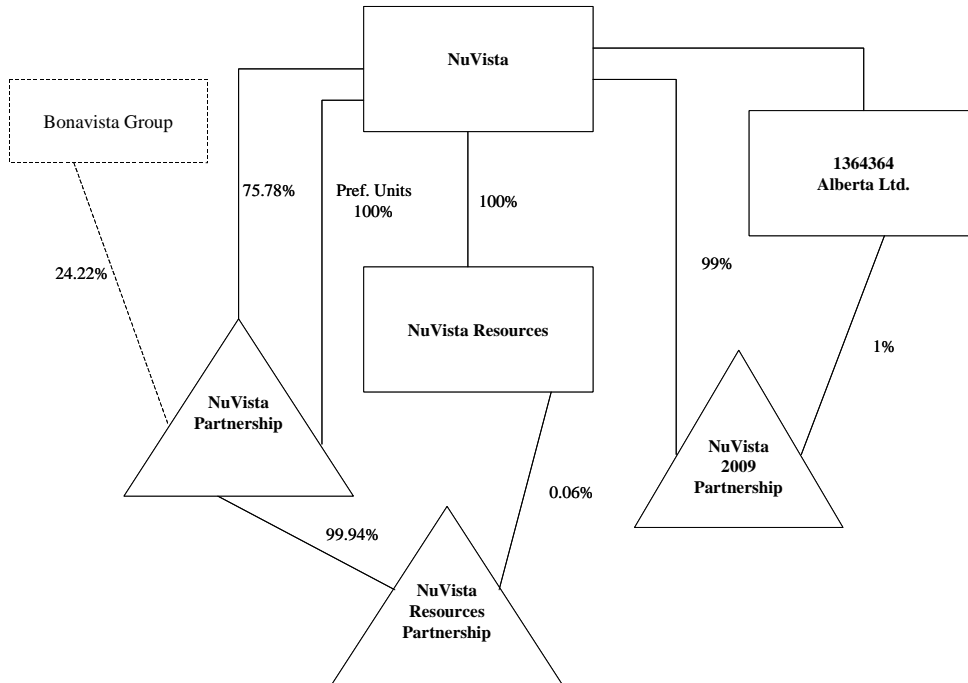 NuVista
Bonavista Group
1364364
Alberta Ltd.
75.78%
Pref. Units
100%
100%
24.22%
99%
NuVista Resources
1%
NuVista
Partnership
NuVista
2009
Partnership
0.06%
99.94%
NuVista
Resources
Partnership